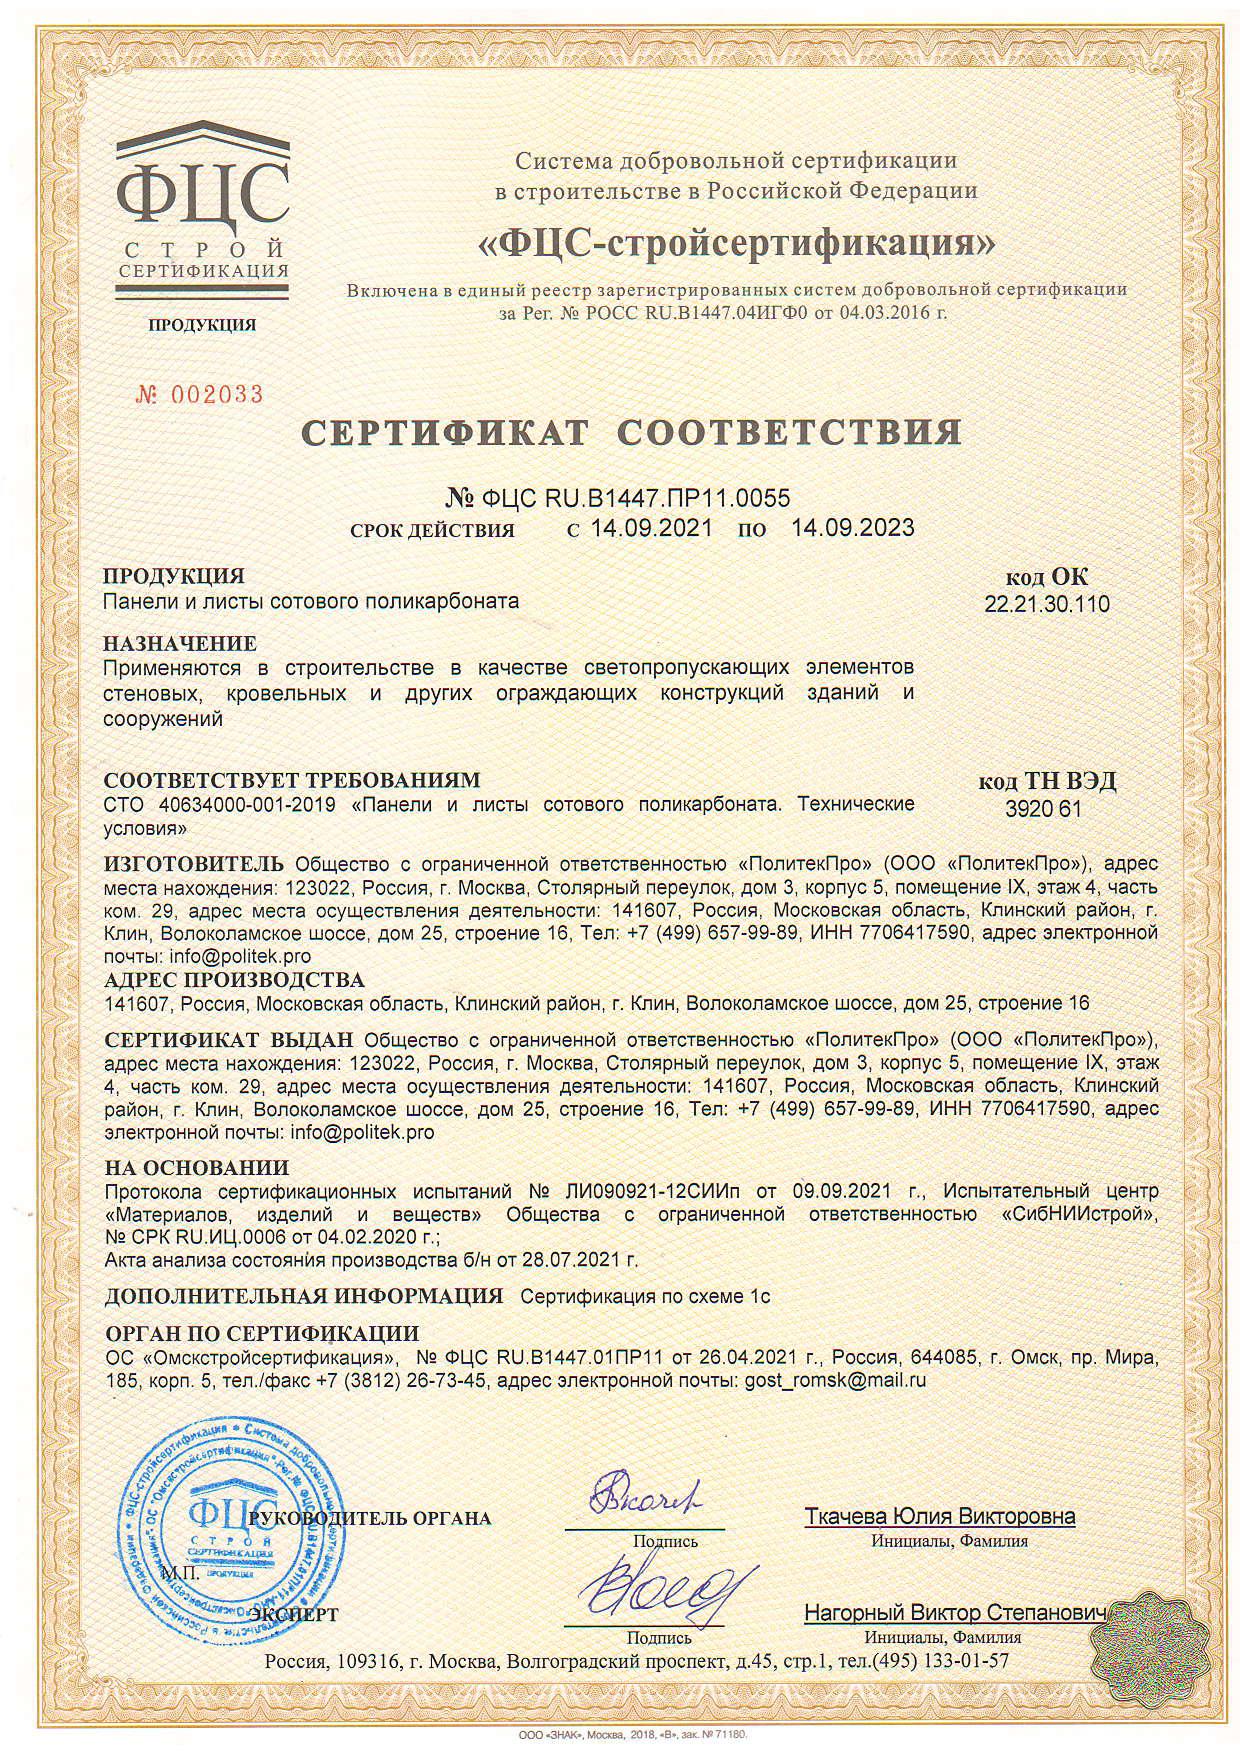 ФЦС
СТРОЙ
СЕРТИФИКАЦИЯ
ПРОДУКЦИЯ
Система добровольной сертификации
в строительстве в Российской Федерации
«ФЦС-стройсертификация»
Включена в единый реестр зарегистрированных систем добровольной сертификации
за Рег. № РОСС RU.В1447.04ИГФ0 от 04.03.2016 г.
№ 002033
СЕРТИФИКАТ СООТВЕТСТВИЯ
№ ФЦС RU.В1447.ПР11.0055
СРОК ДЕЙСТВИЯ С 14.09.2021 ПО 14.09.2023
ПРОДУКЦИЯ
Панели и листы сотового поликарбоната
код ОК
22.21.30.110
НАЗНАЧЕНИЕ
Применяются в строительстве в качестве светопропускающих элементов
стеновых, кровельных и других ограждающих конструкций зданий и
сооружений
СООТВЕТСТВУЕТ ТРЕБОВАНИЯМ
СТО 40634000-001-2019 «Панели и листы сотового поликарбоната. Технические
условия»
код ТН ВЭД
3920 61
ИЗГОТОВИТЕЛЬ Общество с ограниченной ответственностью «ПолитекПро» (ООО «ПолитекПро»), адрес
места нахождения: 123022, Россия, г. Москва, Столярный переулок, дом 3, корпус 5, помещение IX, этаж 4, часть
ком. 29, адрес места осуществления деятельности: 141607, Россия, Московская область, Клинский район, г.
Клин, Волоколамское шоссе, дом 25, строение 16, Тел: +7 (499) 657-99-89, ИНН 7706417590, адрес электронной
почты: info@politek.pro
АДРЕС ПРОИЗВОДСТВА
141607, Россия, Московская область, Клинский район, г. Клин, Волоколамское шоссе, дом 25, строение 16
СЕРТИФИКАТ ВЫДАН Общество с ограниченной ответственностью «ПолитекПро» (ООО «ПолитекПро»),
адрес места нахождения: 123022, Россия, г. Москва, Столярный переулок, дом 3, корпус 5, помещение IX, этаж
4, часть ком. 29, адрес места осуществления деятельности: 141607, Россия, Московская область, Клинский
район, г. Клин, Волоколамское шоссе, дом 25, строение 16, Тел: +7 (499) 657-99-89, ИНН 7706417590, адрес
электронной почты: info@politek.pro
НА ОСНОВАНИИ
Протокола сертификационных испытаний № ЛИ090921-12СИИп от 09.09.2021 г., Испытательный центр
«Материалов, изделий и веществ» Общества с ограниченной ответственностью «СибНИИстрой»,
№ СРК RU.ИЦ.0006 от 04.02.2020 г.;
Акта анализа состояния производства б/н от 28.07.2021 г.
ДОПОЛНИТЕЛЬНАЯ ИНФОРМАЦИЯ Сертификация по схеме 1с
ОРГАН ПО СЕРТИФИКАЦИИ
ОС «Омскстройсертификация», № ФЦС RU.В1447.01ПР11 от 26.04.2021 г., Россия, 644085, г. Омск, пр. Мира,
185, корп. 5, тел./факс +7 (3812) 26-73-45, адрес электронной почты: gost_romsk@mail.ru
ФЦС
СТРОЙ
СЕРТИФИКАЦИЯ
ПРОДУКЦИЯ
РУКОВОДИТЕЛЬ ОРГАНА
Подпись
Ткачева Юлия Викторовна
Инициалы, Фамилия
М.П.
ЭКСПЕРТ
Подпись
Нагорный Виктор Степанович
Инициалы, Фамилия
Россия, 109316, г. Москва, Волгоградский проспект, д.45, стр.1, тел.(495) 133-01-57
ООО «ЗНАК», Москва, 2018, «В», зак. № 71180.